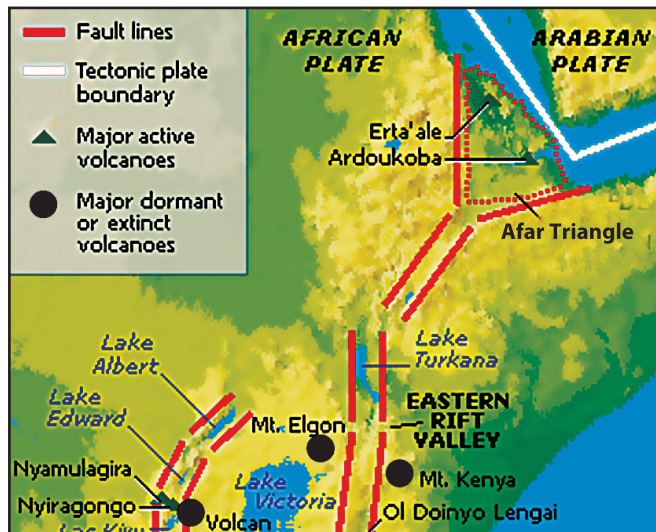 Fault lines
Tectonic plate
boundary
Major active
volcanoes
Major dormant
or extinct
volcanoes
AFRICAN
PLATE
ARABIAN
PLATE
Erta'ale
Ardoukoba
Afar Triangle
Lake
Albert
Lake
Turkana
Lake
Edward
EASTERN
RIFT
VALLEY
Mt. Elgon
Nyamulagira
Mt. Kenya
Nyiragongo
Lake
Victoria
Ol Doinyo Lengai
Lac Kivu
Volcan